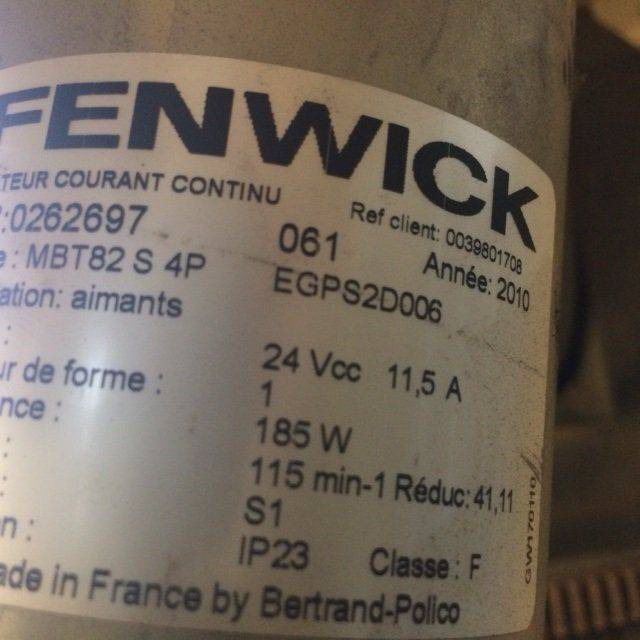 FENWICK
TEUR COURANT CONTINU
Ref client: 0039801708
:0262697 061 Année: 2010
e : MBT82 S 4P EGPS2D006
ation: aimants
: 24 Vcc 11,5 A
ur de forme : 1
nce : 185 W
: 115 min-1 Réduc: 41,11
: S1
n : IP23 Classe : F
ade in France by Bertrand-Polico